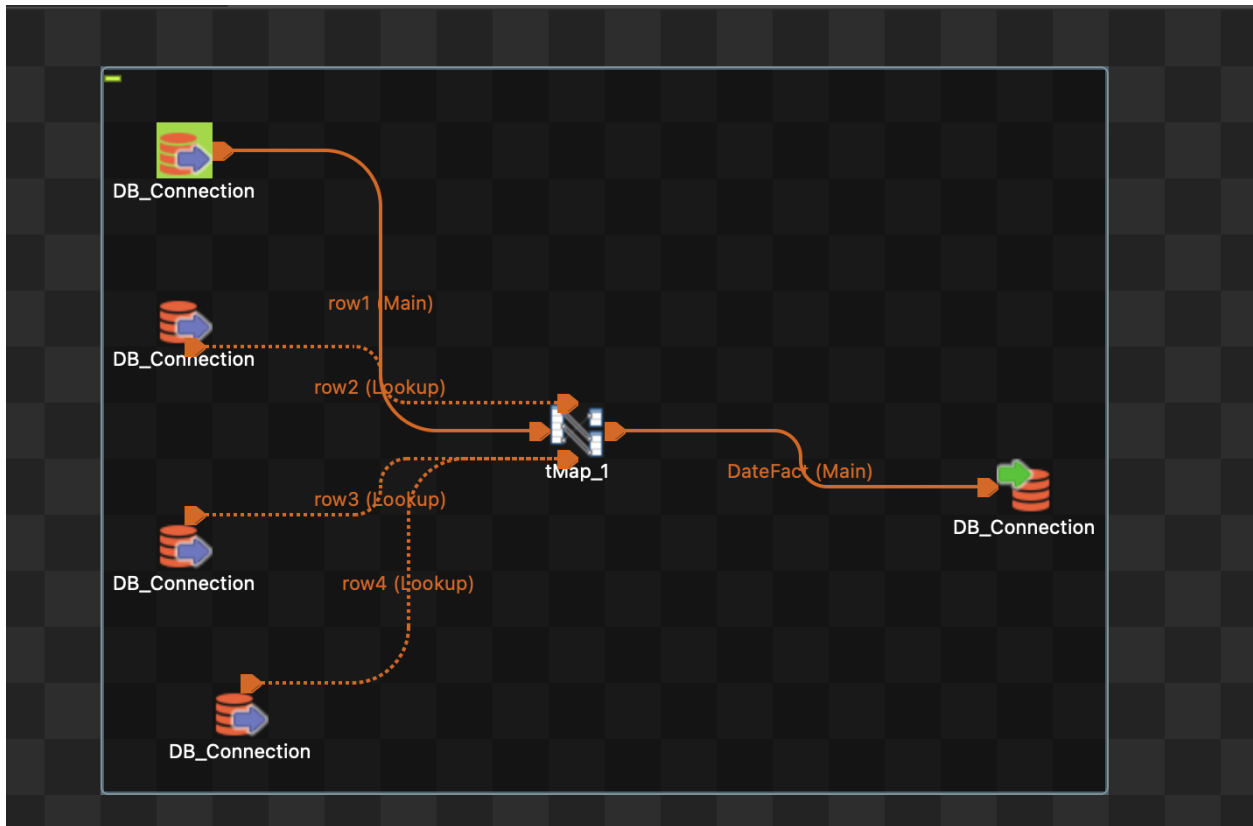 DB_Connection
row1 (Main)
DB_Connection
row2 (Lookup)
tMap_1
DateFact (Main)
row3 (Lookup)
DB_Connection
DB_Connection
row4 (Lookup)
DB_Connection